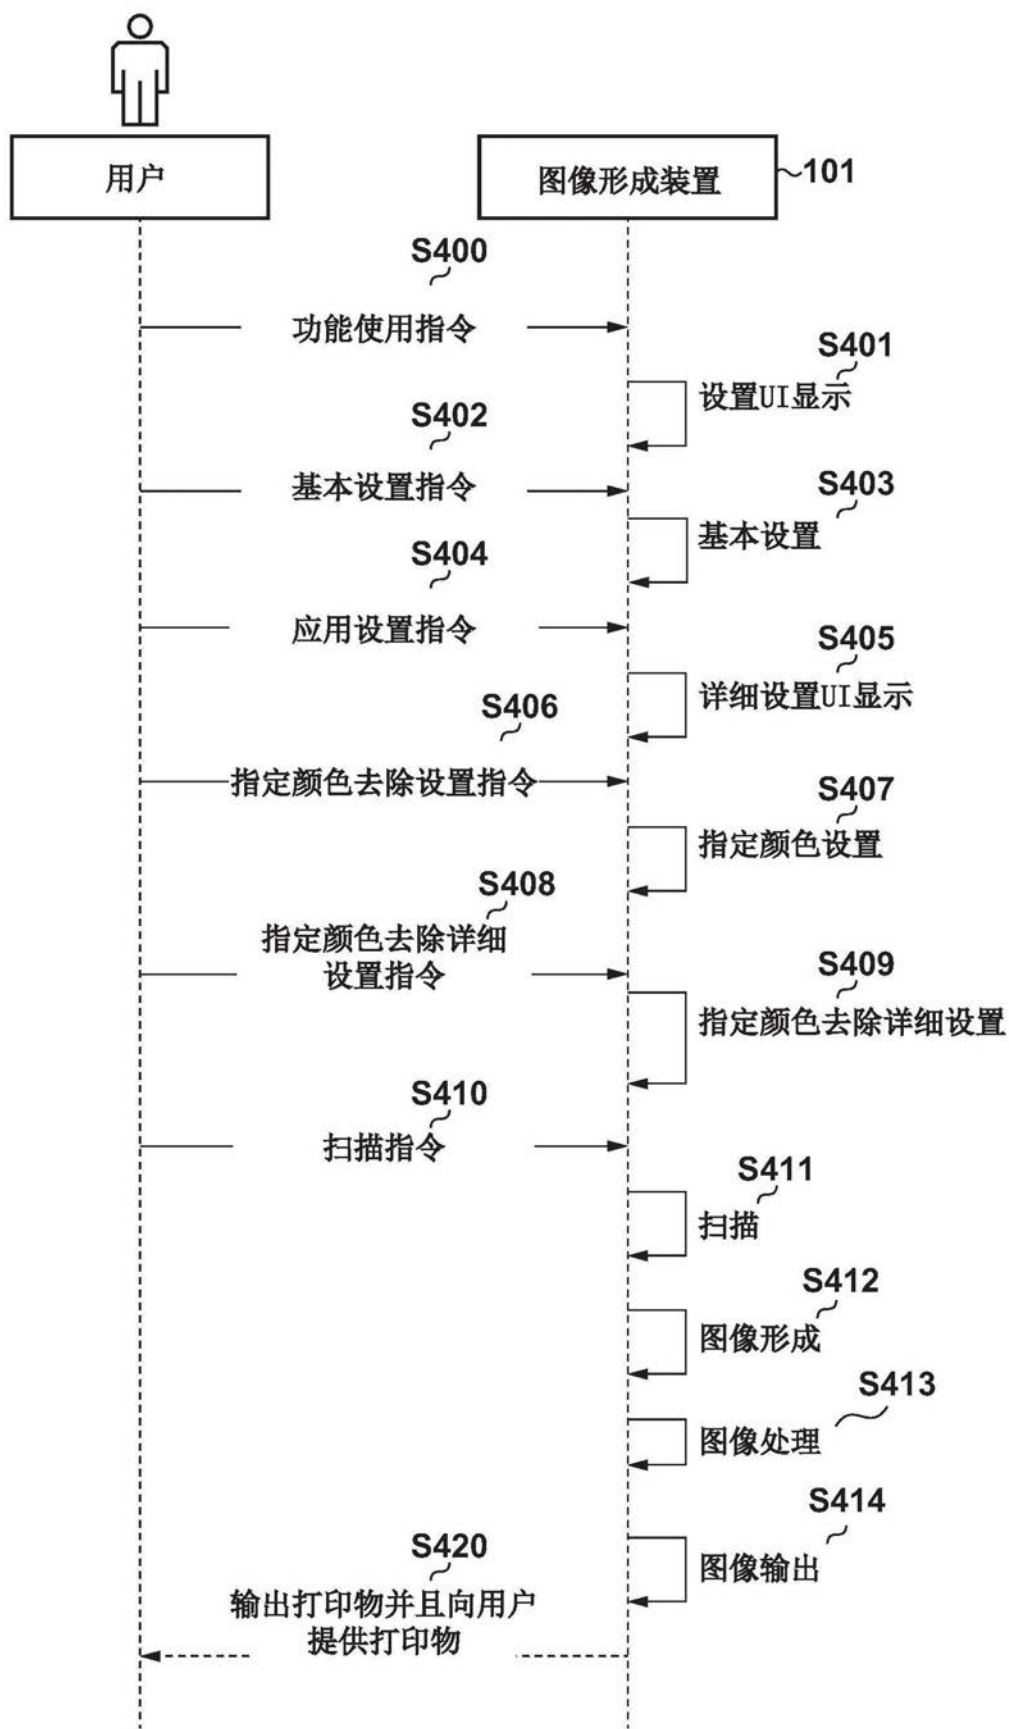 用户
图像形成装置
101
S400
功能使用指令
S401
设置UI显示
S402
基本设置指令
S403
基本设置
S404
应用设置指令
S405
详细设置UI显示
S406
指定颜色去除设置指令
S407
指定颜色设置
S408
指定颜色去除详细
设置指令
S409
指定颜色去除详细设置
S410
扫描指令
S411
扫描
S412
图像形成
S413
图像处理
S414
图像输出
S420
输出打印物并且向用户
提供打印物